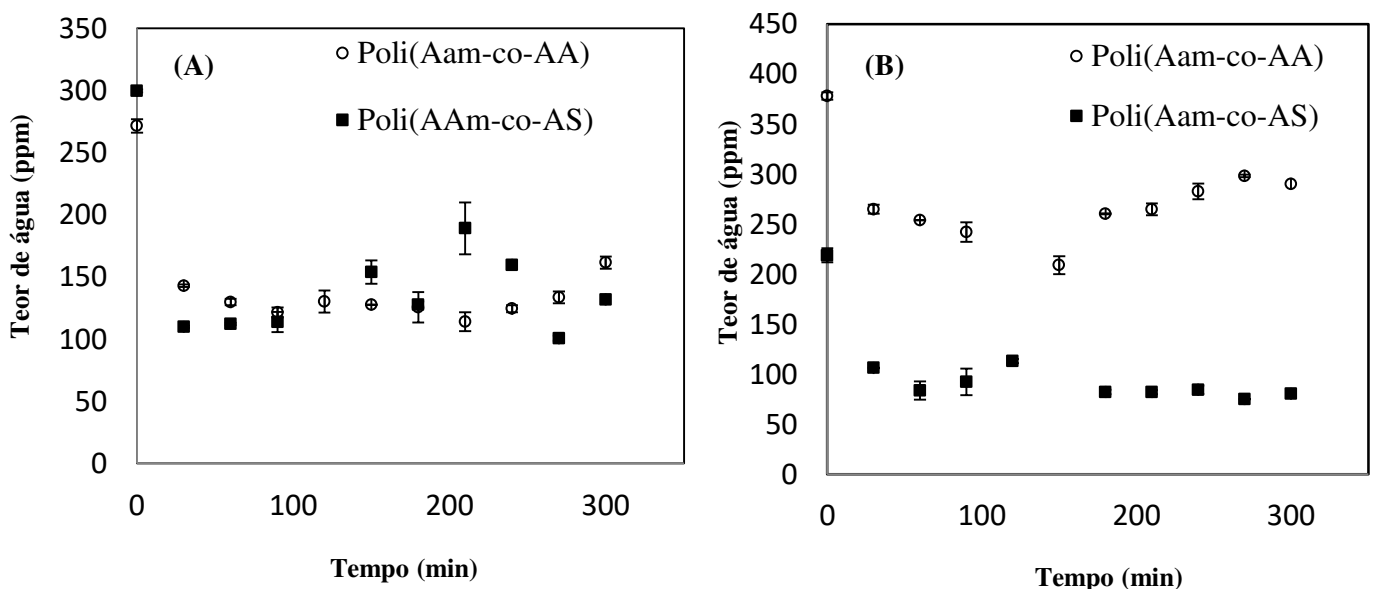 350
300
250
200
150
100
50
0
Teor de água (ppm)
(A)
Poli(Aam-co-AA)
Poli(AAm-co-AS)
0
100
200
300
Tempo (min)
450
400
350
300
250
200
150
100
50
0
Teor de água (ppm)
(B)
Poli(Aam-co-AA)
Poli(Aam-co-AS)
0
100
200
300
Tempo (min)